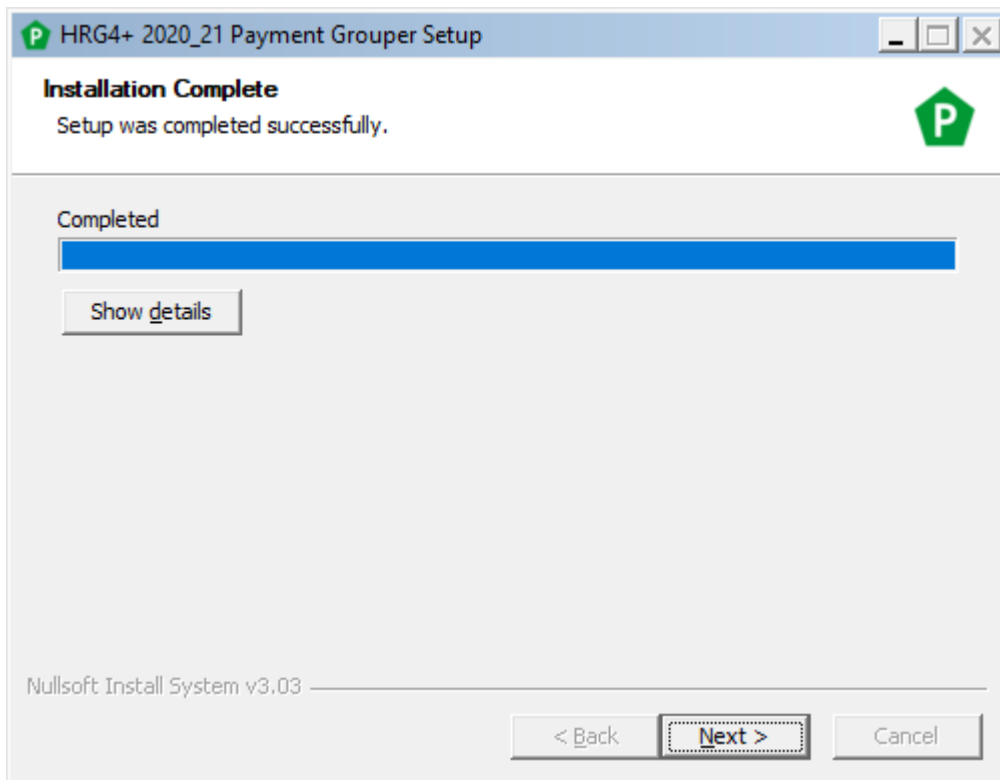 P HRG4+ 2020_21 Payment Grouper Setup
Installation Complete
Setup was completed successfully.
P
Completed
Show details
Nullsoft Install System v3.03
< Back Next > Cancel